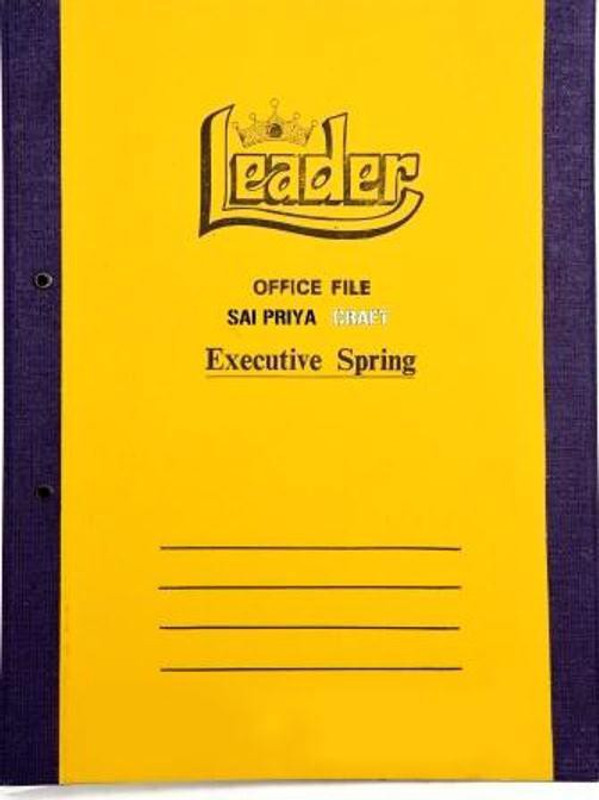 Leader
OFFICE FILE
SAI PRIYA CRAFT
Executive Spring